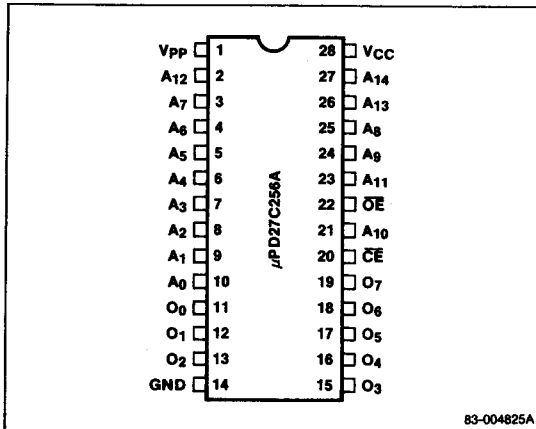 VPP 1 28 VCC
A12 2 27 A14
A7 3 26 A13
A6 4 25 A8
A5 5 24 A9
A4 6 23 A11
A3 7 22 O̅E̅
A2 8 21 A10
A1 9 20 C̅E̅
A0 10 19 O7
O0 11 18 O6
O1 12 17 O5
O2 13 16 O4
GND 14 15 O3
μPD27C256A
83-004825A